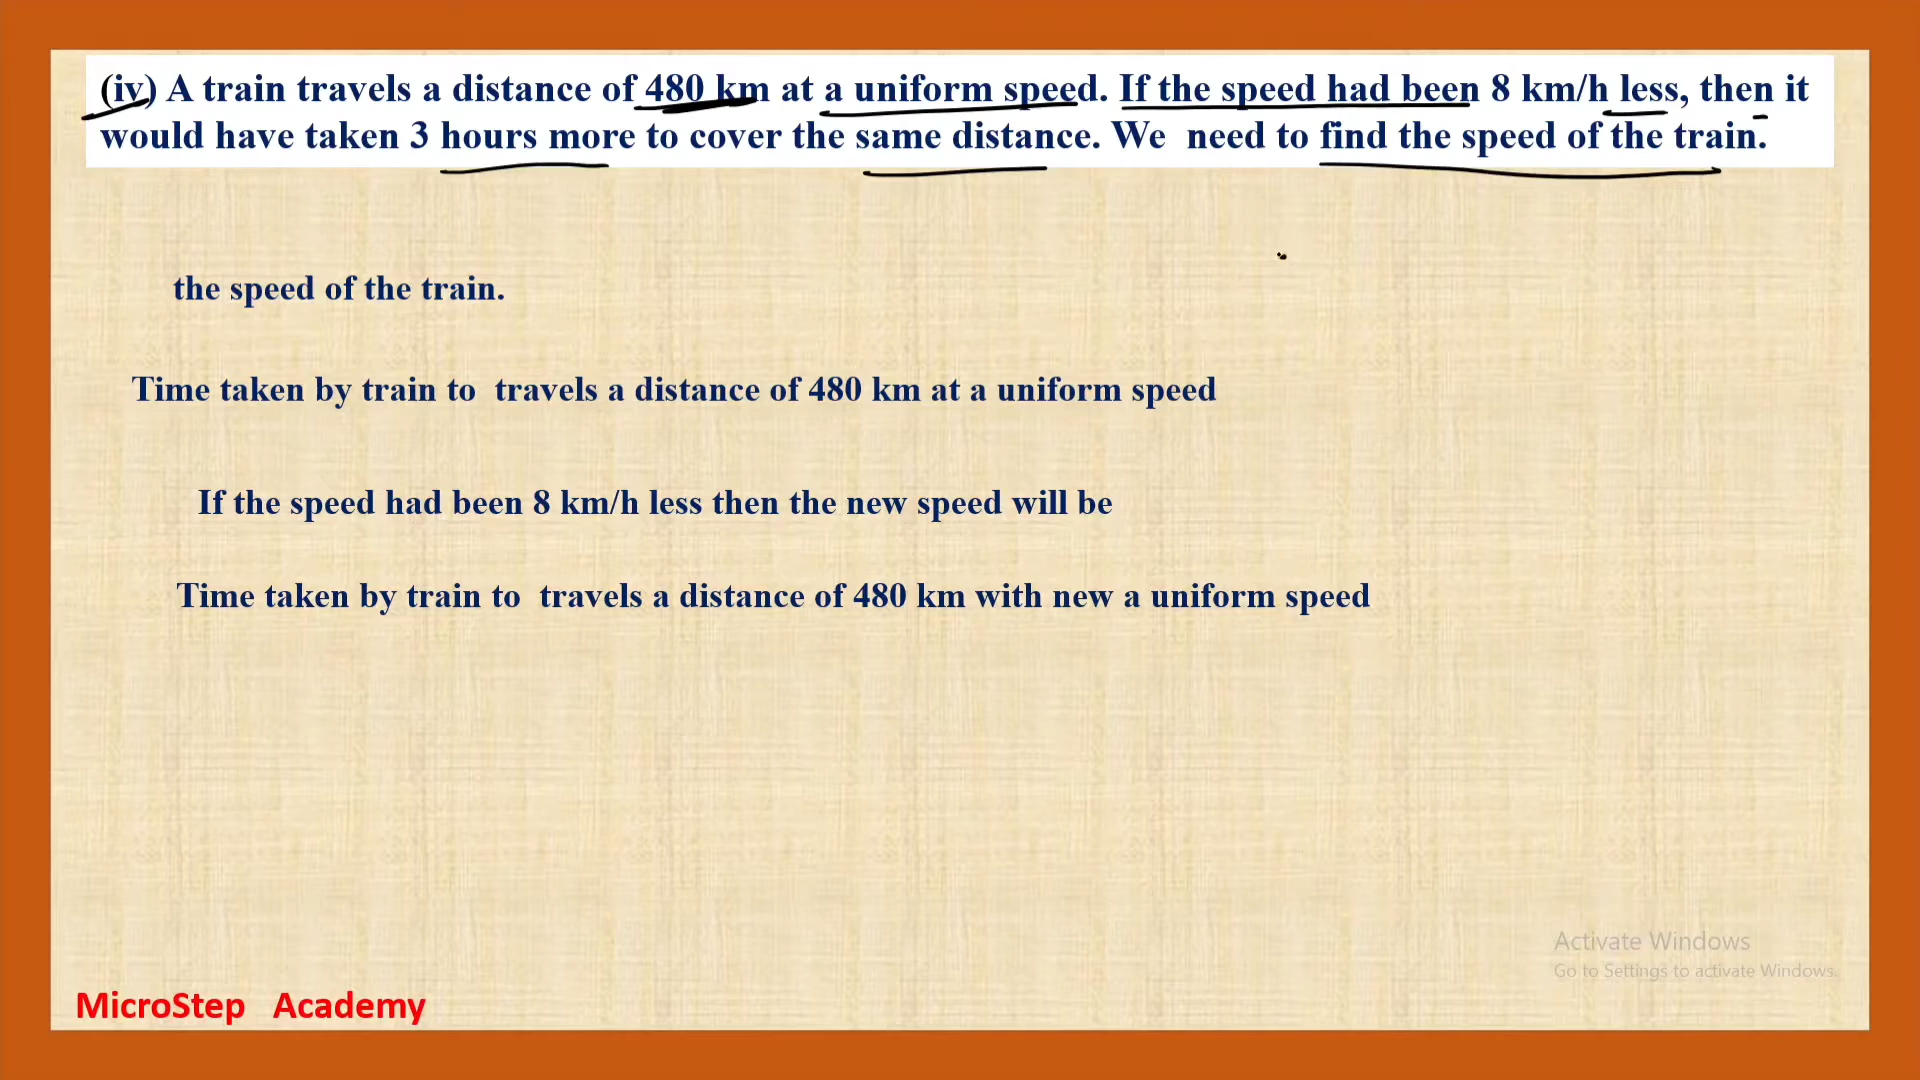 (iv) A train travels a distance of 480 km at a uniform speed. If the speed had been 8 km/h less, then it
would have taken 3 hours more to cover the same distance. We need to find the speed of the train.
the speed of the train.
Time taken by train to travels a distance of 480 km at a uniform speed
If the speed had been 8 km/h less then the new speed will be
Time taken by train to travels a distance of 480 km with new a uniform speed
Activate Windows
Go to Settings to activate Windows.
MicroStep Academy